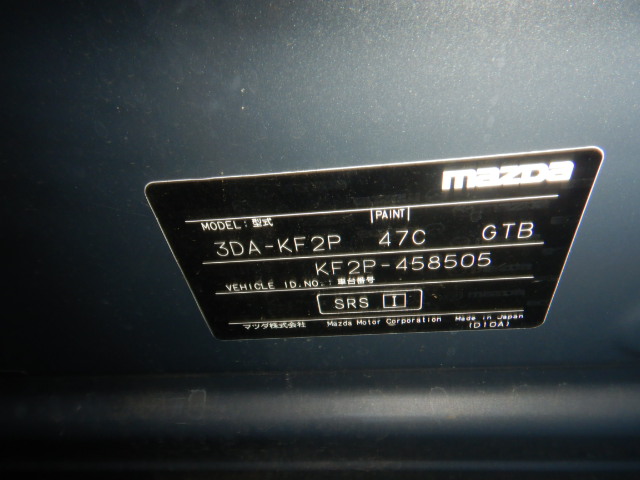 mazda
MODEL: 型式 PAINT
3DA-KF2P 47C GTB
KF2P-458505
VEHICLE ID.NO.: 車台番号
SRS I
マツダ株式会社 Mazda Motor Corporation Made in Japan
(D10A)